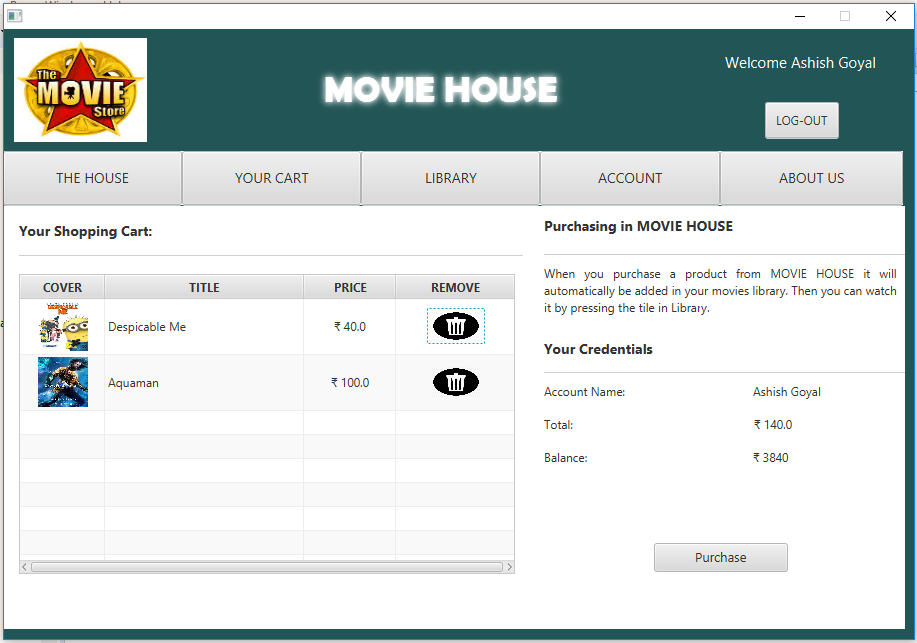 The
MOVIE
Store
MOVIE HOUSE
Welcome Ashish Goyal
LOG-OUT
THE HOUSE
YOUR CART
LIBRARY
ACCOUNT
ABOUT US
Your Shopping Cart:
COVER TITLE PRICE REMOVE
DESPICABLE
ME
Despicable Me ₹ 40.0
Aquaman ₹ 100.0
Purchasing in MOVIE HOUSE
When you purchase a product from MOVIE HOUSE it will
automatically be added in your movies library. Then you can watch
it by pressing the tile in Library.
Your Credentials
Account Name: Ashish Goyal
Total: ₹ 140.0
Balance: ₹ 3840
Purchase